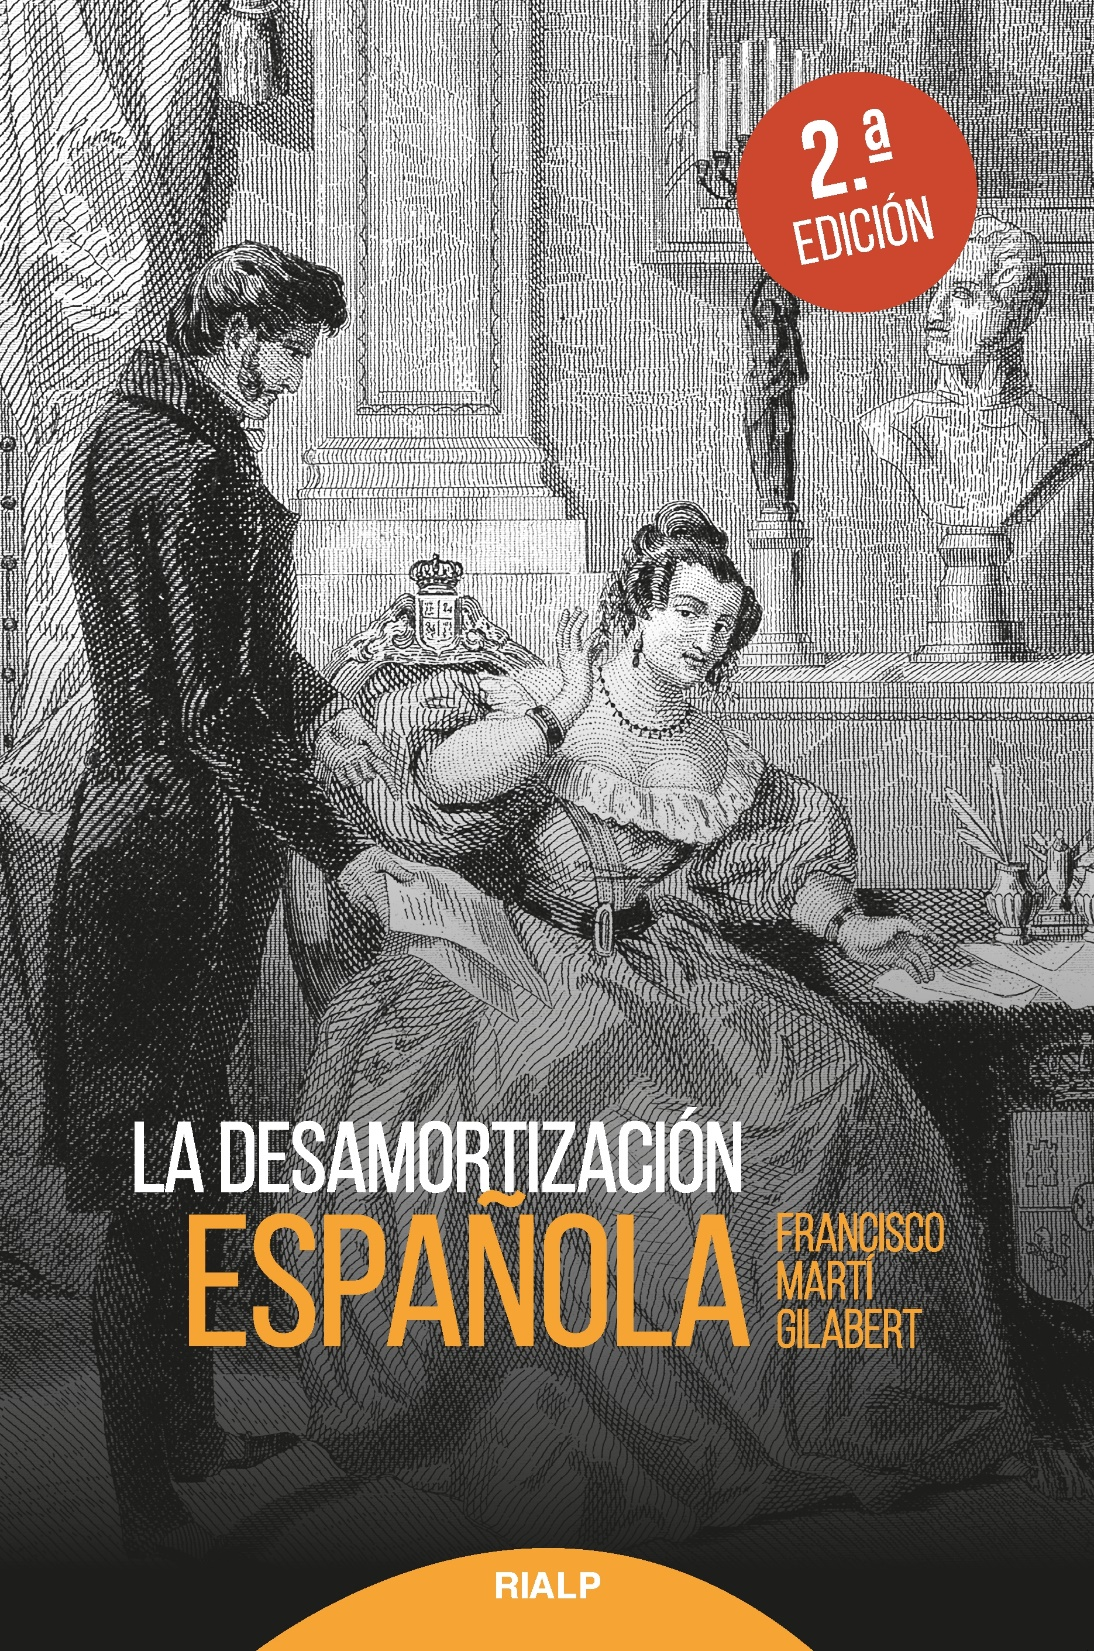 2.ª
EDICIÓN
LA DESAMORTIZACIÓN
ESPAÑOLA
FRANCISCO
MARTÍ
GILABERT
RIALP